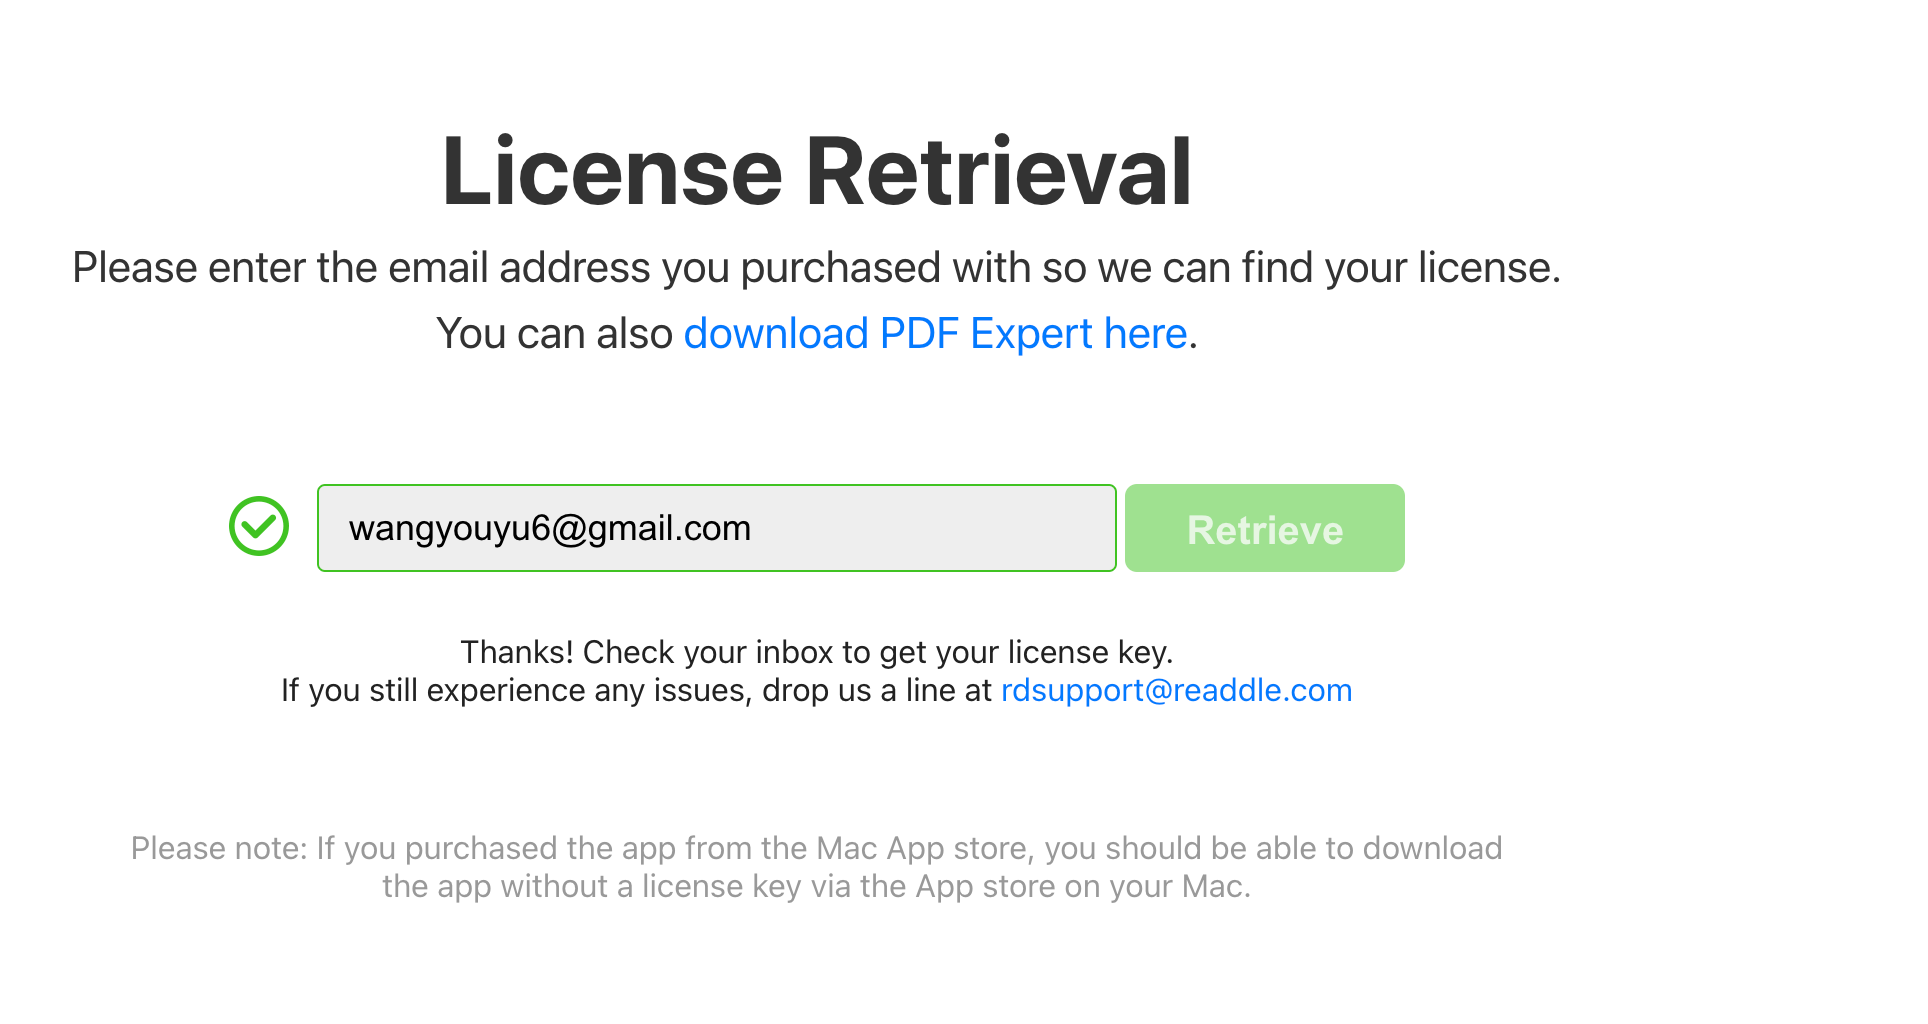 License Retrieval
Please enter the email address you purchased with so we can find your license.
You can also download PDF Expert here.
wangyouyu6@gmail.com
Retrieve
Thanks! Check your inbox to get your license key.
If you still experience any issues, drop us a line at rdsupport@readdle.com
Please note: If you purchased the app from the Mac App store, you should be able to download
the app without a license key via the App store on your Mac.